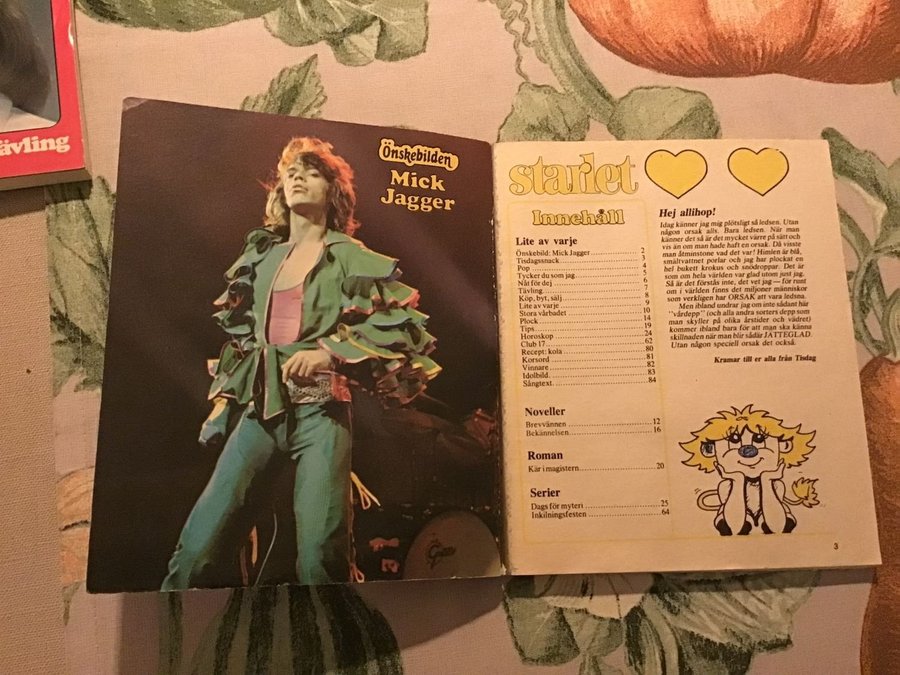 ävling
Önskebilden
Mick
Jagger
starlet
Innehåll
Lite av varje
Önskebild: Mick Jagger 2
Tisdagssnack 3
Pop 4
Tycker du som jag 5
Nåt för dej 6
Tävling 7
Köp, byt, sälj 8
Lite av varje 9
Stora vårbadet 10
Plock 14
Tips 19
Horoskop 24
Club 17 62
Recept: kola 80
Korsord 81
Vinnare 82
Idolbild 83
Sångtext 84
Noveller
Brevvännen 12
Bekännelsen 16
Roman
Kär i magistern 20
Serier
Dags för myteri 25
Inkilningsfesten 64
Hej allihop!
Idag känner jag mig plötsligt så ledsen. Utan
någon orsak alls. Bara ledsen. När man
känner det så är det mycket värre på sätt och
vis än om man hade haft en orsak. Då visste
man åtminstone vad det var! Himlen är blå,
smältvattnet porlar och jag har plockat en
hel bukett krokus och snödroppar. Det är
som om hela världen var glad utom just jag.
Så är det förstås inte, det vet jag — för runt
om i världen finns det miljoner människor
som verkligen har ORSAK att vara ledsna.
Men ibland undrar jag om inte sådant här
"vårdepp" (och alla andra sorters depp som
man skyller på olika årstider och vädret)
kommer ibland bara för att man ska känna
skillnaden när man blir sådär JÄTTEGLAD.
Utan någon speciell orsak det också.
Kramar till er alla från Tisdag
3